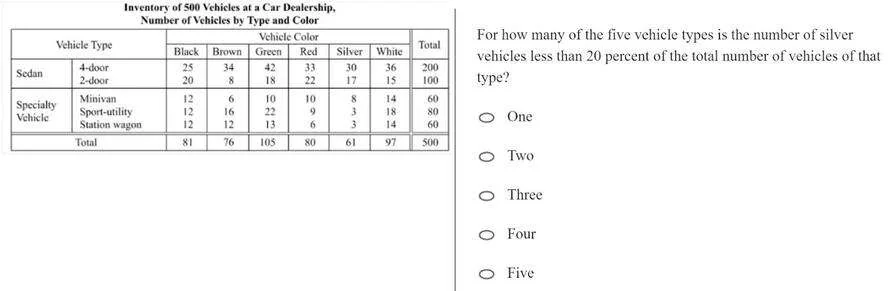 Inventory of 500 Vehicles at a Car Dealership,
Number of Vehicles by Type and Color
Vehicle Type Vehicle Color Total
Black Brown Green Red Silver White
Sedan 4-door 25 34 42 33 30 36 200
2-door 20 8 18 22 17 15 100
Specialty Vehicle Minivan 12 6 10 10 8 14 60
Sport-utility 12 16 22 9 3 18 80
Station wagon 12 12 13 6 3 14 60
Total 81 76 105 80 61 97 500
For how many of the five vehicle types is the number of silver
vehicles less than 20 percent of the total number of vehicles of that
type?
One
Two
Three
Four
Five